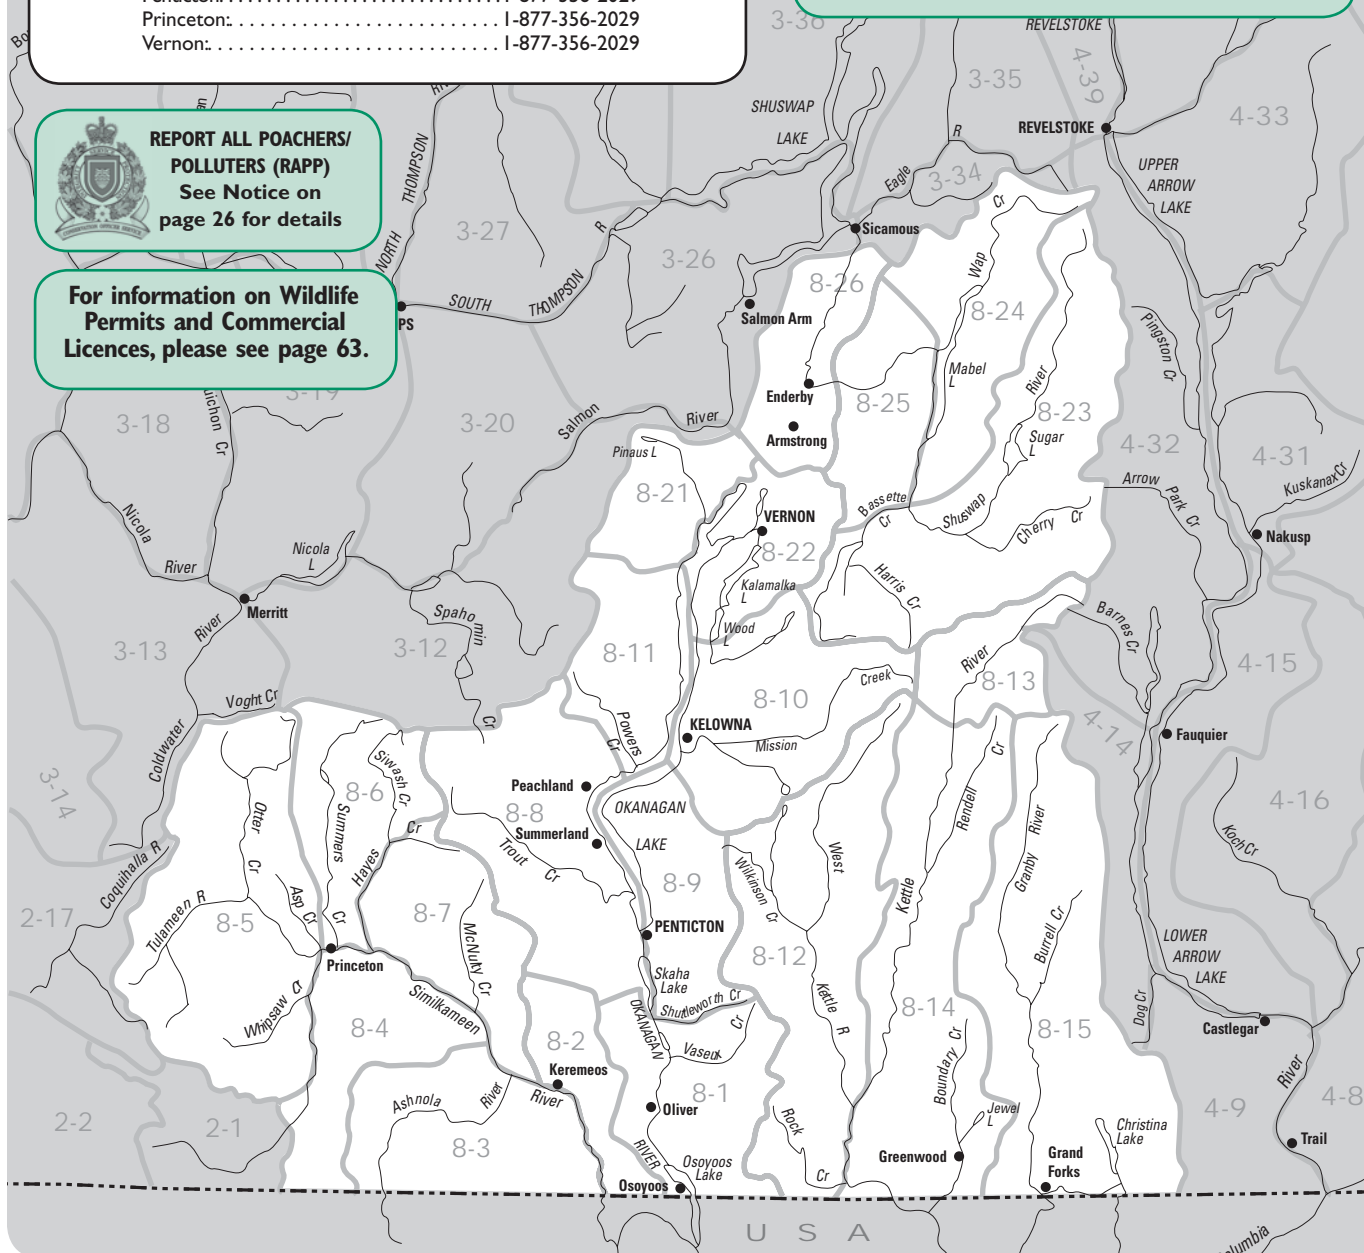 Princeton:. . . . . . . . . . . . . . . . . . . . . . . . . . . . 1-877-356-2029
Vernon:. . . . . . . . . . . . . . . . . . . . . . . . . . . . . 1-877-356-2029
REPORT ALL POACHERS/
POLLUTERS (RAPP)
See Notice on
page 26 for details
For information on Wildlife
Permits and Commercial
Licences, please see page 63.
3-36
REVELSTOKE
3-35
4-39
4-33
SHUSWAP
LAKE
REVELSTOKE
R
Eagle
3-34
UPPER
ARROW
LAKE
NORTH
THOMPSON
3-27
R
3-26
Sicamous
Cr
Wap
8-26
8-24
SOUTH
THOMPSON
PS
Salmon Arm
Pingston Cr
Mabel
L
River
Enderby
8-25
8-23
3-19
3-18
uichon Cr
3-20
Salmon
River
Armstrong
Sugar
L
4-32
4-31
Pinaus L
8-21
Arrow
Park Cr
Kuskanax Cr
Bassette
Cr
Shuswap
Cherry Cr
VERNON
8-22
Nakusp
Nicola
River
Nicola
L
Kalamalka
L
Harris Cr
Merritt
River
Spahomin
Cr
Wood
L
Barnes Cr
3-13
3-12
8-11
River
4-15
Creek
8-13
8-10
Voght Cr
Coldwater
Powers
Cr
KELOWNA
Mission
4-14
Fauquier
3-14
Siwash Cr
8-6
Peachland
8-8
OKANAGAN
LAKE
Rendell
Cr
4-16
Otter
Cr
Summers
Cr
Hayes
Cr
Summerland
Trout
Cr
West
Granby
River
Koch Cr
Coquihalla R
Wilkinson Cr
8-9
Kettle
2-17
Tulameen R
Asp Cr
8-5
8-7
McNulty Cr
PENTICTON
Burrell Cr
8-12
LOWER
ARROW
LAKE
Princeton
Skaha
Lake
Kettle R
Similkameen
Whipsaw Cr
Shuttleworth Cr
OKANAGAN
8-14
Dog Cr
8-4
8-2
Vaseux
Cr
Boundary Cr
8-15
Castlegar
Keremeos
8-1
River
Ashnola
River
River
Oliver
Rock
Cr
Jewel
L
Christina
Lake
4-9
4-8
2-2
2-1
8-3
RIVER
Osoyoos
Lake
Greenwood
Grand
Forks
Trail
Osoyoos
U S A